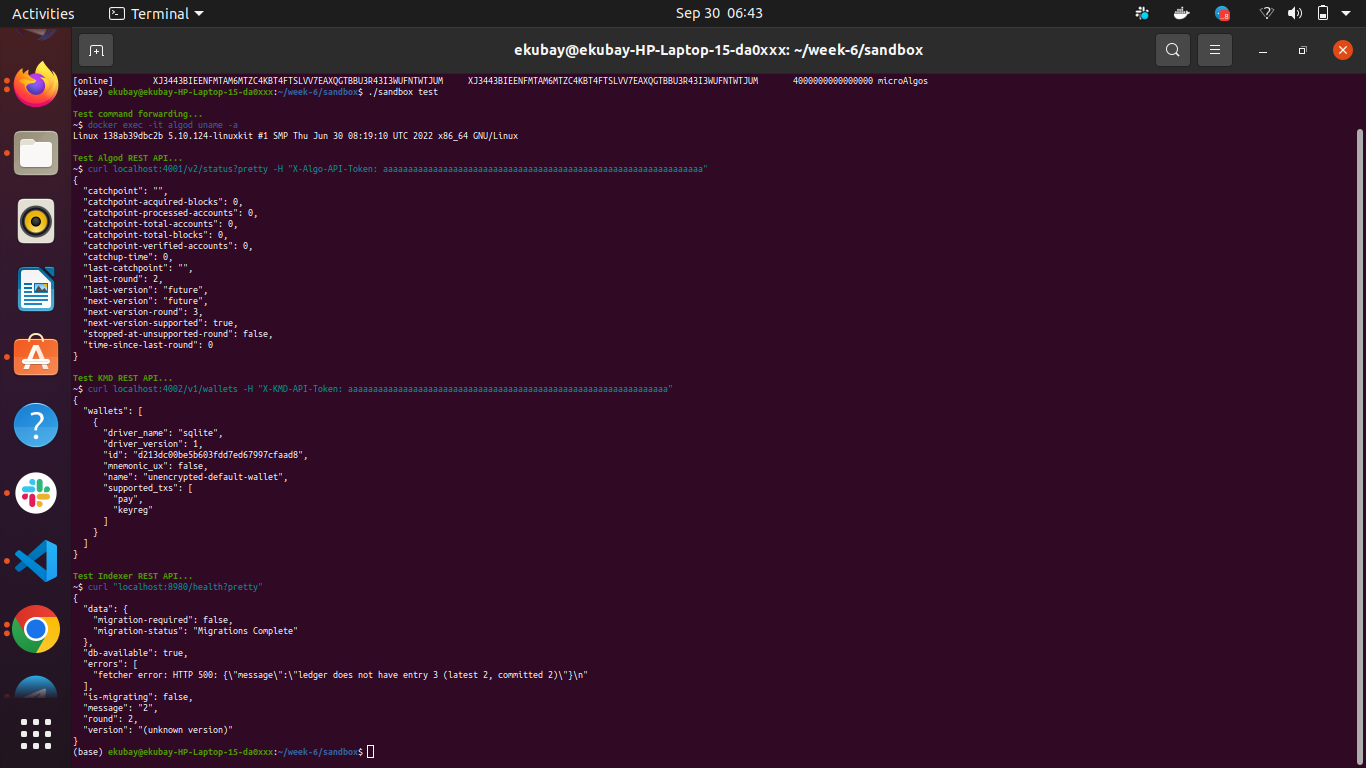 Activities
Terminal
Sep 30 06:43
ekubay@ekubay-HP-Laptop-15-da0xxx: ~/week-6/sandbox
[online] XJ3443BIEENFMTAM6MTZC4KBT4FTSLVV7EAXQGTBBU3R43I3WUFNTWTJUM XJ3443BIEENFMTAM6MTZC4KBT4FTSLVV7EAXQGTBBU3R43I3WUFNTWTJUM 4000000000000000 microAlgos
(base) ekubay@ekubay-HP-Laptop-15-da0xxx:~/week-6/sandbox$ ./sandbox test
Test command forwarding...
~$ docker exec -it algod uname -a
Linux 138ab39dbc2b 5.10.124-linuxkit #1 SMP Thu Jun 30 08:19:10 UTC 2022 x86_64 GNU/Linux
Test Algod REST API...
~$ curl localhost:4001/v2/status?pretty -H "X-Algo-API-Token: aaaaaaaaaaaaaaaaaaaaaaaaaaaaaaaaaaaaaaaaaaaaaaaaaaaaaaaaaaaaaaaa"
{
"catchpoint": "",
"catchpoint-acquired-blocks": 0,
"catchpoint-processed-accounts": 0,
"catchpoint-total-accounts": 0,
"catchpoint-total-blocks": 0,
"catchpoint-verified-accounts": 0,
"catchup-time": 0,
"last-catchpoint": "",
"last-round": 2,
"last-version": "future",
"next-version": "future",
"next-version-round": 3,
"next-version-supported": true,
"stopped-at-unsupported-round": false,
"time-since-last-round": 0
}
Test KMD REST API...
~$ curl localhost:4002/v1/wallets -H "X-KMD-API-Token: aaaaaaaaaaaaaaaaaaaaaaaaaaaaaaaaaaaaaaaaaaaaaaaaaaaaaaaaaaaaaaaa"
{
"wallets": [
{
"driver_name": "sqlite",
"driver_version": 1,
"id": "d213dc00be5b603fdd7ed67997cfaad8",
"mnemonic_ux": false,
"name": "unencrypted-default-wallet",
"supported_txs": [
"pay",
"keyreg"
]
}
]
}
Test Indexer REST API...
~$ curl "localhost:8980/health?pretty"
{
"data": {
"migration-required": false,
"migration-status": "Migrations Complete"
},
"db-available": true,
"errors": [
"fetcher error: HTTP 500: {\"message\":\"ledger does not have entry 3 (latest 2, committed 2)\"}\n"
],
"is-migrating": false,
"message": "2",
"round": 2,
"version": "(unknown version)"
}
(base) ekubay@ekubay-HP-Laptop-15-da0xxx:~/week-6/sandbox$